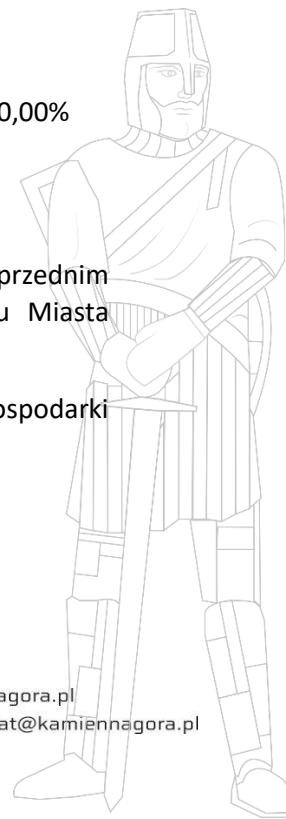 0,00%
przednim
u Miasta
ospodarki
agora.pl
at@kamiennagora.pl